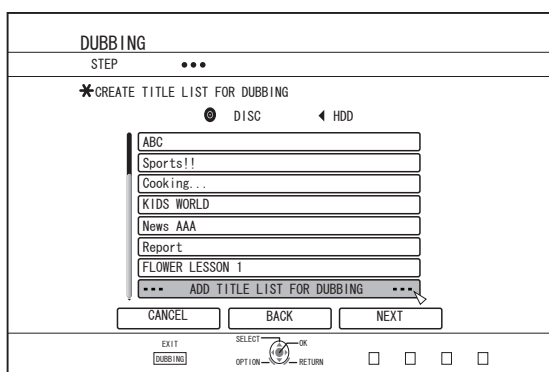 DUBBING
STEP
CREATE TITLE LIST FOR DUBBING
DISC HDD
ABC
Sports!!
Cooking...
KIDS WORLD
News AAA
Report
FLOWER LESSON 1
ADD TITLE LIST FOR DUBBING
CANCEL BACK NEXT
EXIT SELECT OK
DUBBING OPTION RETURN